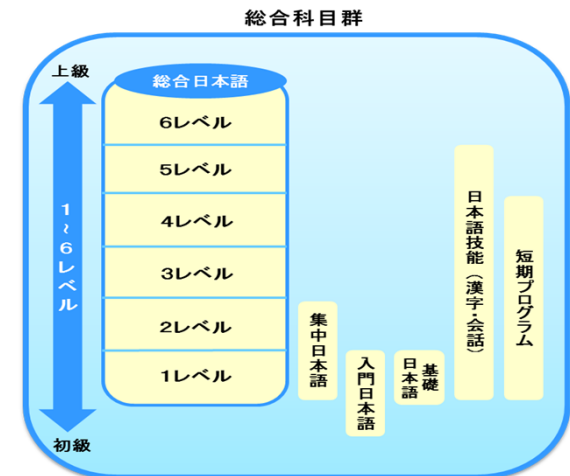 総合科目群
上級
総合日本語
6レベル
5レベル
4レベル
3レベル
2レベル
1レベル
1~6レベル
初級
集中日本語
入門日本語
基礎
日本語
日本語技能（漢字・会話）
短期プログラム